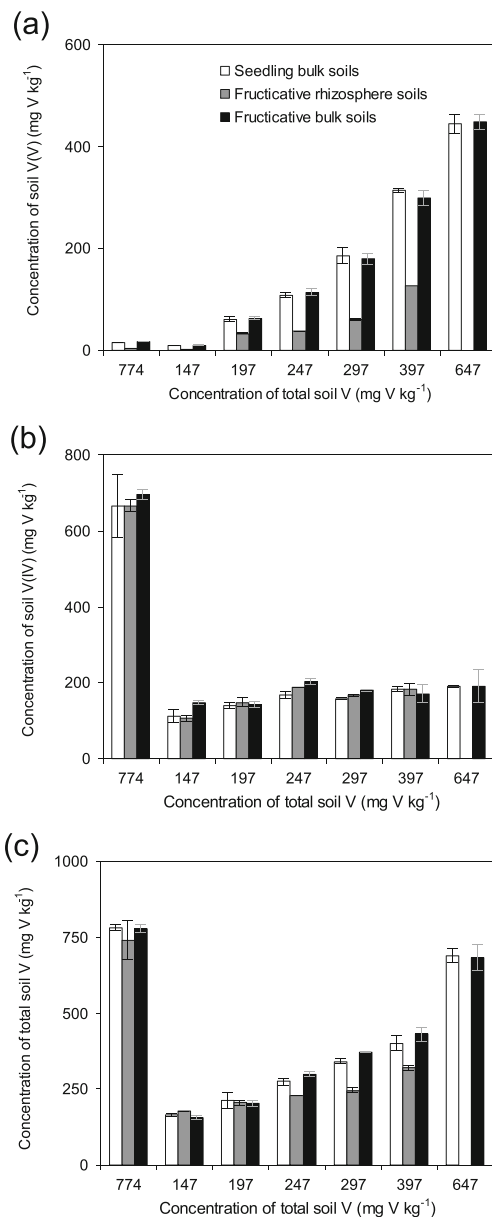 (a)
600
400
200
0
Concentration of soil V(V) (mg V kg-1)
Seedling bulk soils
Fructicative rhizosphere soils
Fructicative bulk soils
774 147 197 247 297 397 647
Concentration of total soil V (mg V kg-1)
(b)
800
600
400
200
0
Concentration of soil V(IV) (mg V kg-1)
774 147 197 247 297 397 647
Concentration of total soil V (mg V kg-1)
(c)
1000
750
500
250
0
Concentration of total soil V (mg V kg-1)
774 147 197 247 297 397 647
Concentration of total soil V (mg V kg-1)